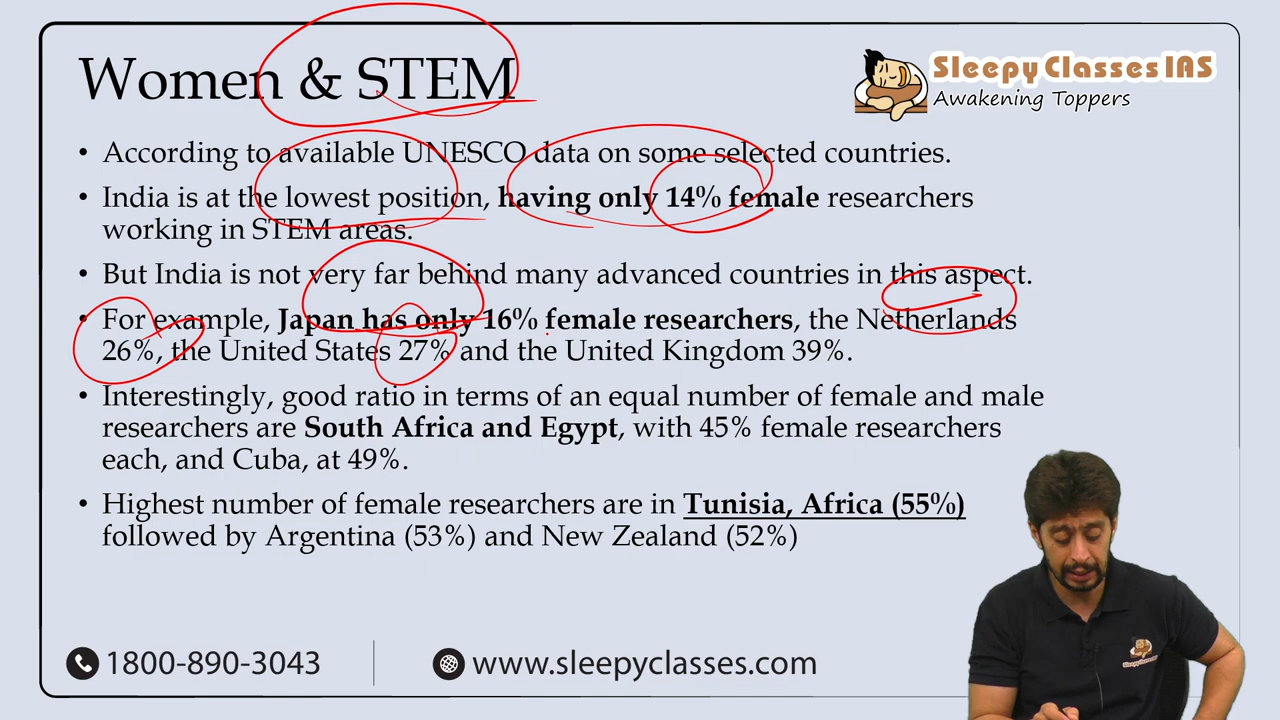 Women & STEM
SleepyClasses IAS
Awakening Toppers
• According to available UNESCO data on some selected countries.
• India is at the lowest position, having only 14% female researchers
working in STEM areas.
• But India is not very far behind many advanced countries in this aspect.
• For example, Japan has only 16% female researchers, the Netherlands
26%, the United States 27% and the United Kingdom 39%.
• Interestingly, good ratio in terms of an equal number of female and male
researchers are South Africa and Egypt, with 45% female researchers
each, and Cuba, at 49%.
• Highest number of female researchers are in Tunisia, Africa (55%)
followed by Argentina (53%) and New Zealand (52%)
1800-890-3043
www.sleepyclasses.com